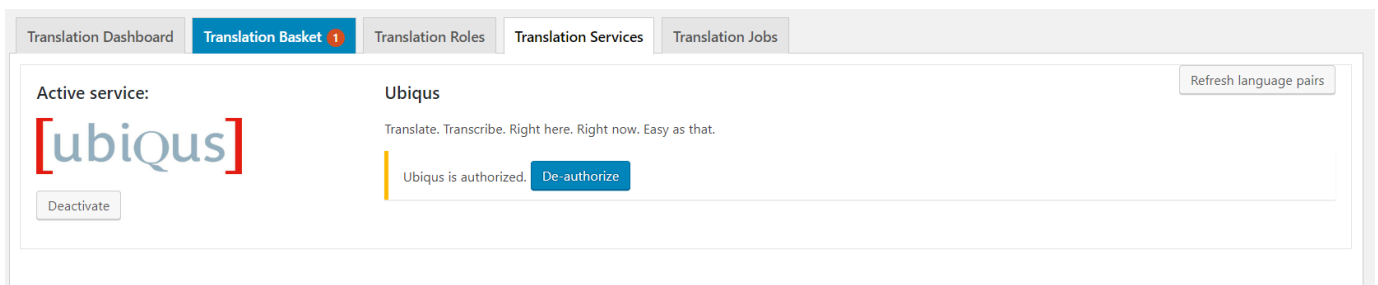 Translation Dashboard
Translation Basket 1
Translation Roles
Translation Services
Translation Jobs
Refresh language pairs
Active service:
[ubiQus]
Deactivate
Ubiqus
Translate. Transcribe. Right here. Right now. Easy as that.
Ubiqus is authorized. De-authorize